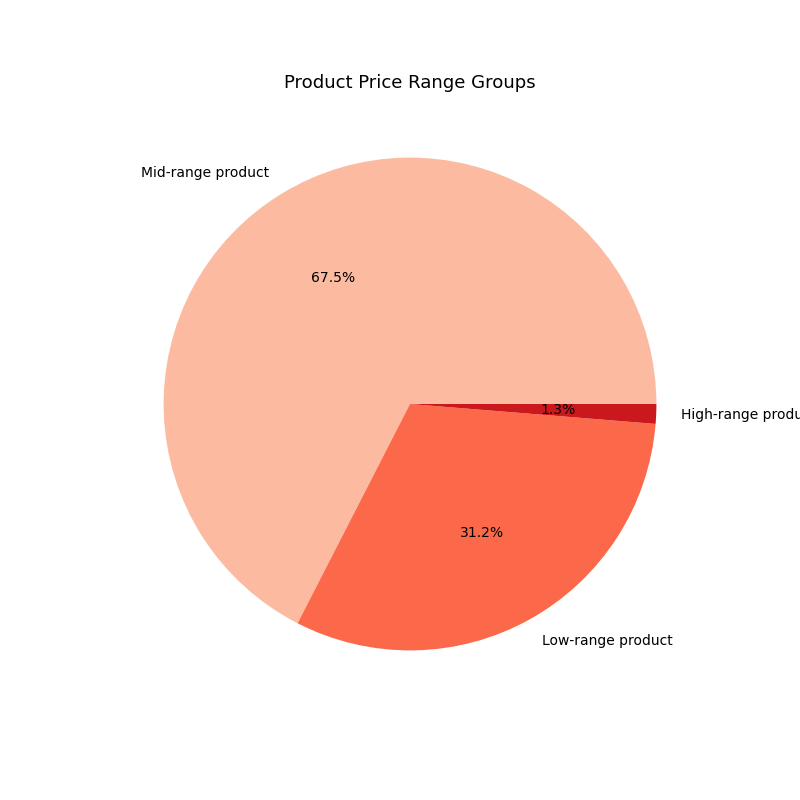 Product Price Range Groups
Mid-range product
67.5%
1.3%
High-range produ
31.2%
Low-range product